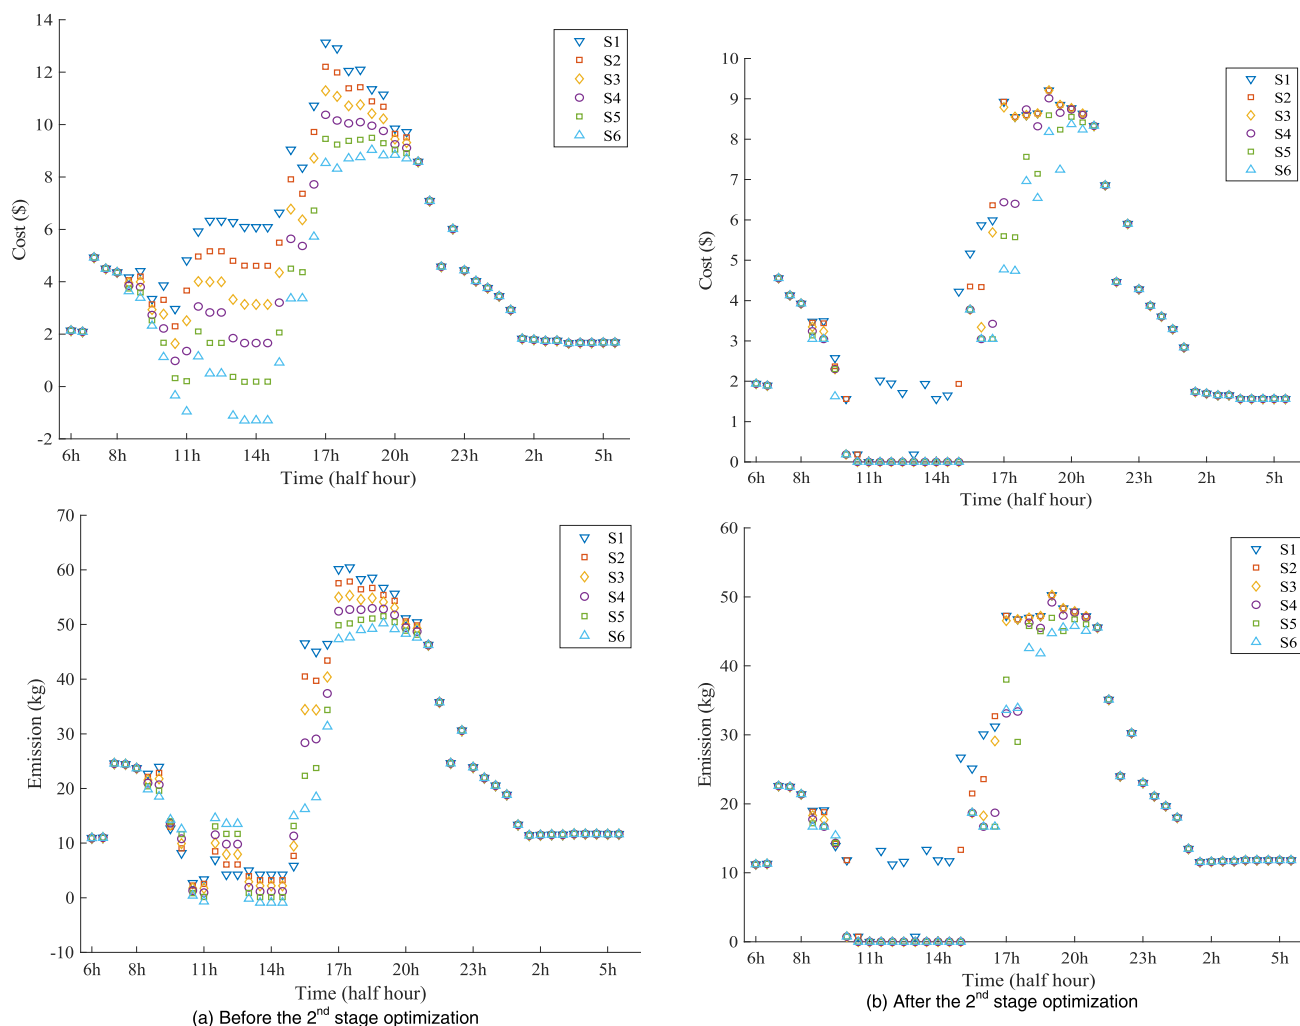 14
12
10
8
6
4
2
0
-2
Cost ($)
6h 8h 11h 14h 17h 20h 23h 2h 5h
Time (half hour)
S1
S2
S3
S4
S5
S6
10
9
8
7
6
5
4
3
2
1
0
Cost ($)
6h 8h 11h 14h 17h 20h 23h 2h 5h
Time (half hour)
S1
S2
S3
S4
S5
S6
70
60
50
40
30
20
10
0
-10
Emission (kg)
6h 8h 11h 14h 17h 20h 23h 2h 5h
Time (half hour)
S1
S2
S3
S4
S5
S6
(a) Before the 2nd stage optimization
60
50
40
30
20
10
0
Emission (kg)
6h 8h 11h 14h 17h 20h 23h 2h 5h
Time (half hour)
S1
S2
S3
S4
S5
S6
(b) After the 2nd stage optimization